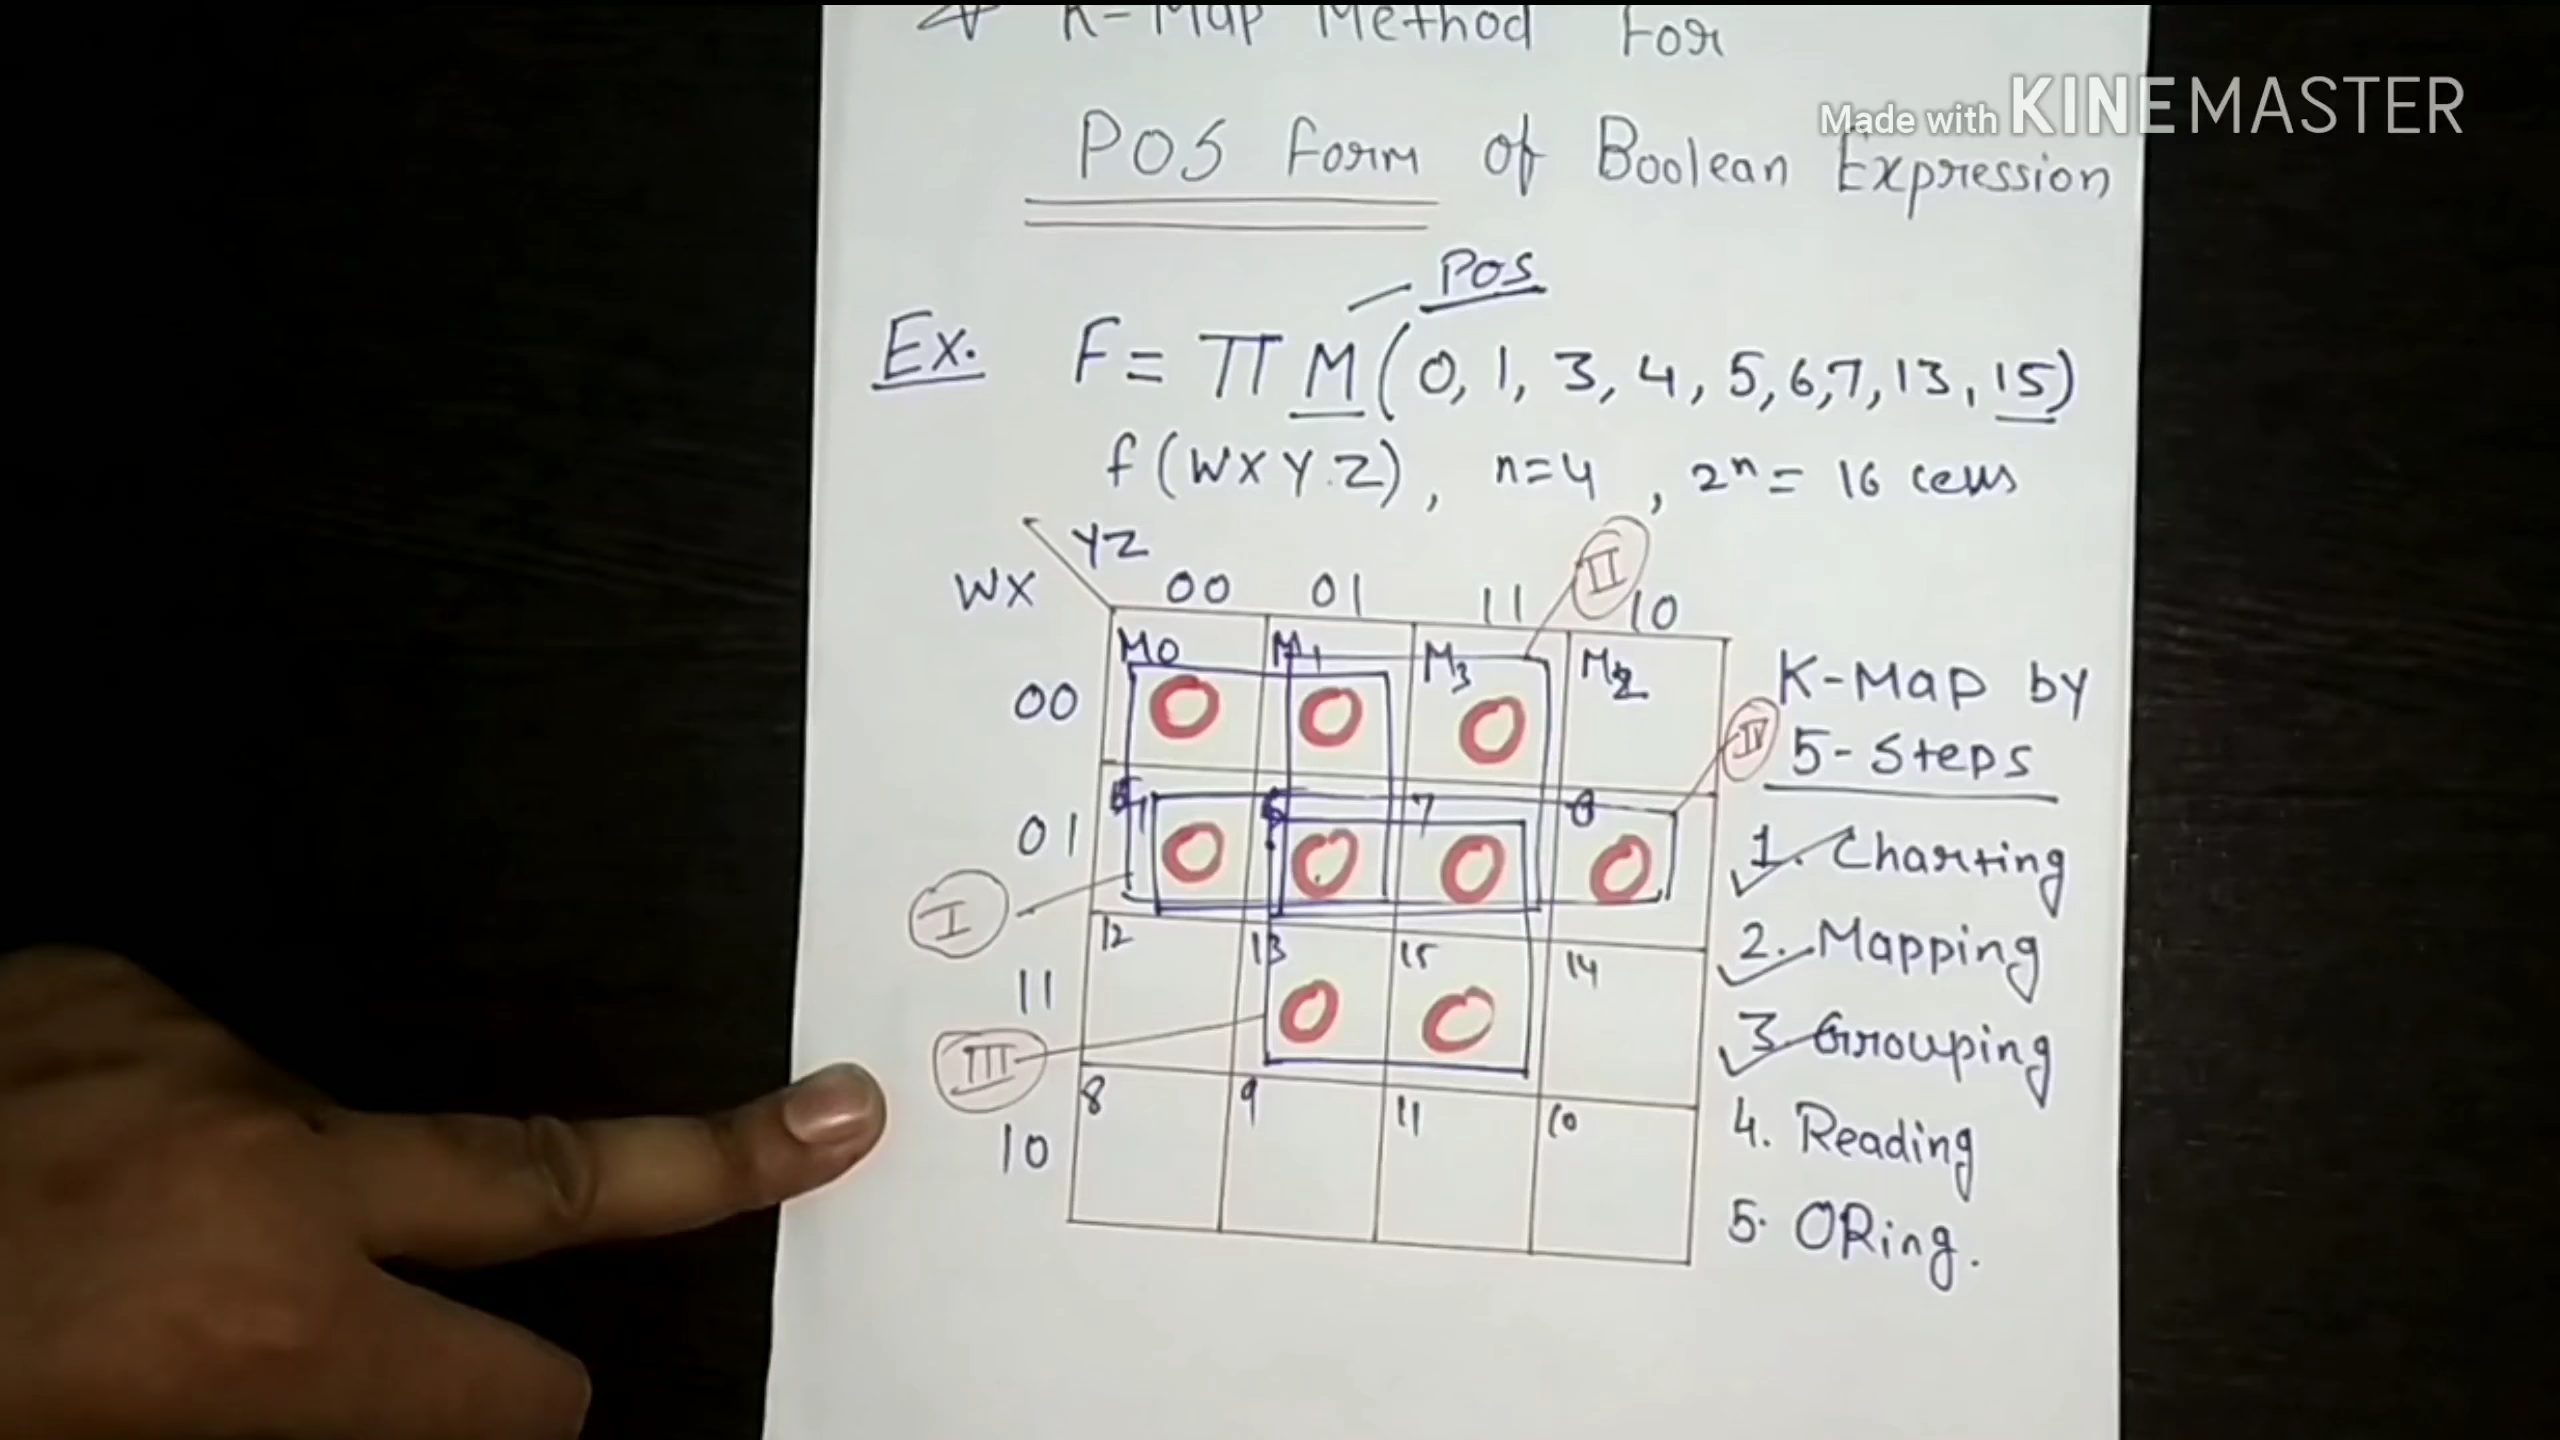 K-Map Method For
Made with KINEMASTER
POS Form of Boolean Expression
POS
Ex. F = π M (0, 1, 3, 4, 5, 6, 7, 13, 15)
f (W X Y.Z), n=4, 2ⁿ = 16 cells
YZ
WX
00 01 11 10
II
M0 M1 M3 M2
00 0 0 0
IV
4 5 7 6
01 0 0 0 0
I
12 13 15 14
11 0 0
III
8 9 11 10
10
K-Map by
5-Steps
1. Charting
2. Mapping
3. Grouping
4. Reading
5. ORing.